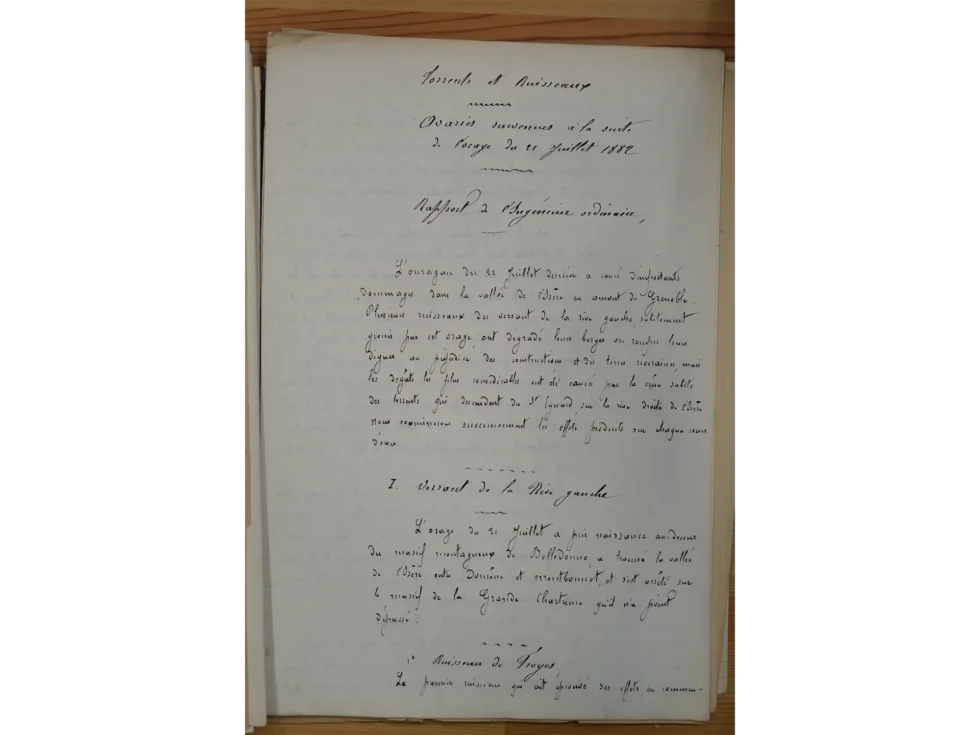 Torrents et Ruisseaux
Avaries survenues à la suite
de l'orage du 21 Juillet 1882
Rapport de l'Ingénieur ordinaire,
L'ouragan du 21 Juillet dernier a causé d'importants
dommages dans la vallée de l'Isère en amont de Grenoble.
Plusieurs ruisseaux du versant de la rive gauche, subitement
grossis par cet orage, ont dégradé leurs berges ou rompu leurs
digues au préjudice des constructions et des terres riveraines, mais
les dégâts les plus considérables ont été causés par la crue subite
des torrents qui descendent du St Eynard sur la rive droite de l'Isère
Nous examinerons successivement les effets produits sur chaque cours
d'eau.
I. Versant de la Rive gauche
L'orage du 21 Juillet a pris naissance au-dessus
du massif montagneux de Belledonne, a traversé la vallée
de l'Isère entre Domène et Montbonnot, et s'est arrêté sur
le massif de la Grande Chartreuse qu'il n'a point
dépassé.
1° Ruisseau de Froges
Le premier ruisseau qui ait éprouvé ses effets, en commen-